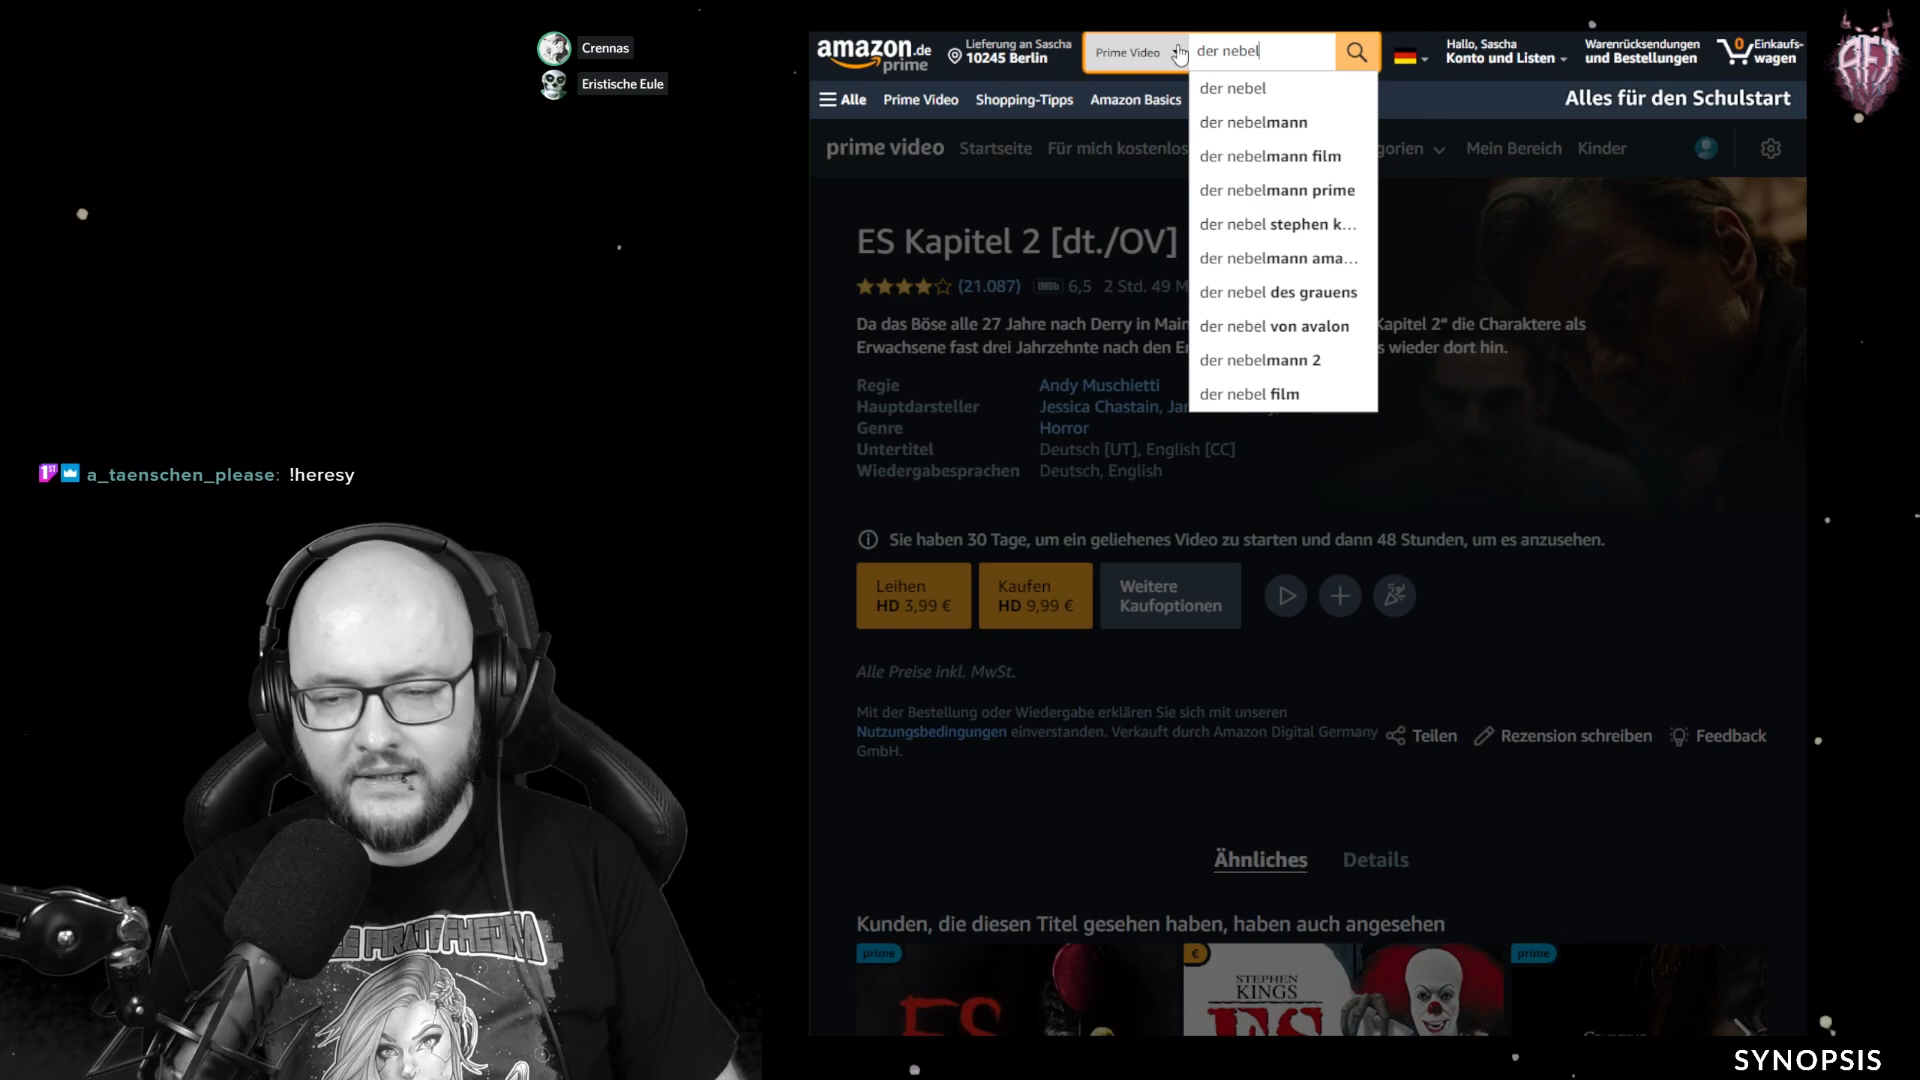 Crennas
Eristische Eule
amazon.de
prime
Lieferung an Sascha
10245 Berlin
Prime Video
der nebel
Hallo, Sascha
Konto und Listen
Warenrücksendungen
und Bestellungen
0
Einkaufs-
wagen
Alle
Prime Video
Shopping-Tipps
Amazon Basics
Alles für den Schulstart
der nebel
der nebelmann
der nebelmann film
der nebelmann prime
der nebel stephen k…
der nebelmann ama…
der nebel des grauens
der nebel von avalon
der nebelmann 2
der nebel film
prime video
Startseite
Für mich kostenlos
gorien
Mein Bereich
Kinder
ES Kapitel 2 [dt./OV]
(21.087)
IMDb
6,5
2 Std. 49 M
Da das Böse alle 27 Jahre nach Derry in Main
Kapitel 2“ die Charaktere als
Erwachsene fast drei Jahrzehnte nach den Er
s wieder dort hin.
Regie
Andy Muschietti
Hauptdarsteller
Jessica Chastain,
Genre
Horror
Untertitel
Deutsch [UT], English [CC]
Wiedergabesprachen
Deutsch, English
a_taenschen_please: !heresy
Sie haben 30 Tage, um ein geliehenes Video zu starten und dann 48 Stunden, um es anzusehen.
Leihen
HD 3,99 €
Kaufen
HD 9,99 €
Weitere
Kaufoptionen
Alle Preise inkl. MwSt.
Mit der Bestellung oder Wiedergabe erklären Sie sich mit unseren
Nutzungsbedingungen einverstanden. Verkauft durch Amazon Digital Germany
GmbH.
Teilen
Rezension schreiben
Feedback
Ähnliches
Details
Kunden, die diesen Titel gesehen haben, haben auch angesehen
prime
€
prime
ES
STEPHEN
KINGS
ES
SYNOPSIS